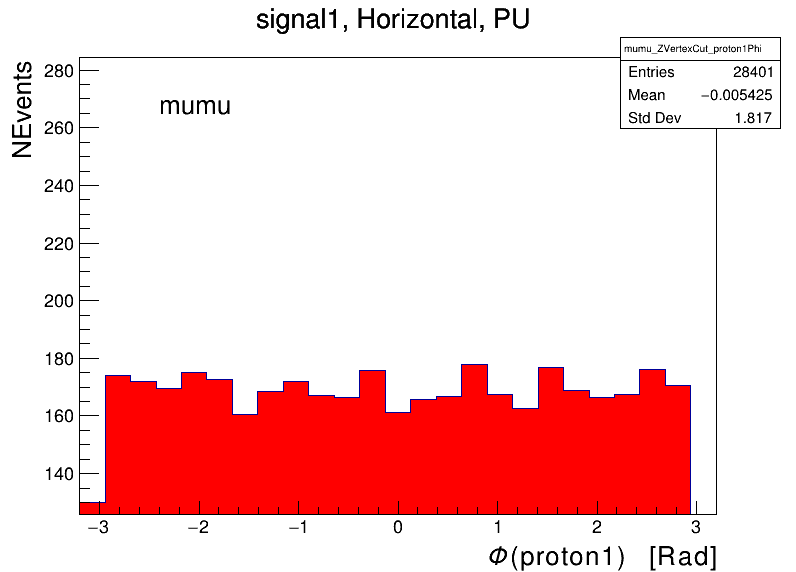 signal1, Horizontal, PU
mumu_ZVertexCut_proton1Phi
Entries 28401
Mean −0.005425
Std Dev 1.817
NEvents
mumu
280
260
240
220
200
180
160
140
−3 −2 −1 0 1 2 3
Φ(proton1) [Rad]